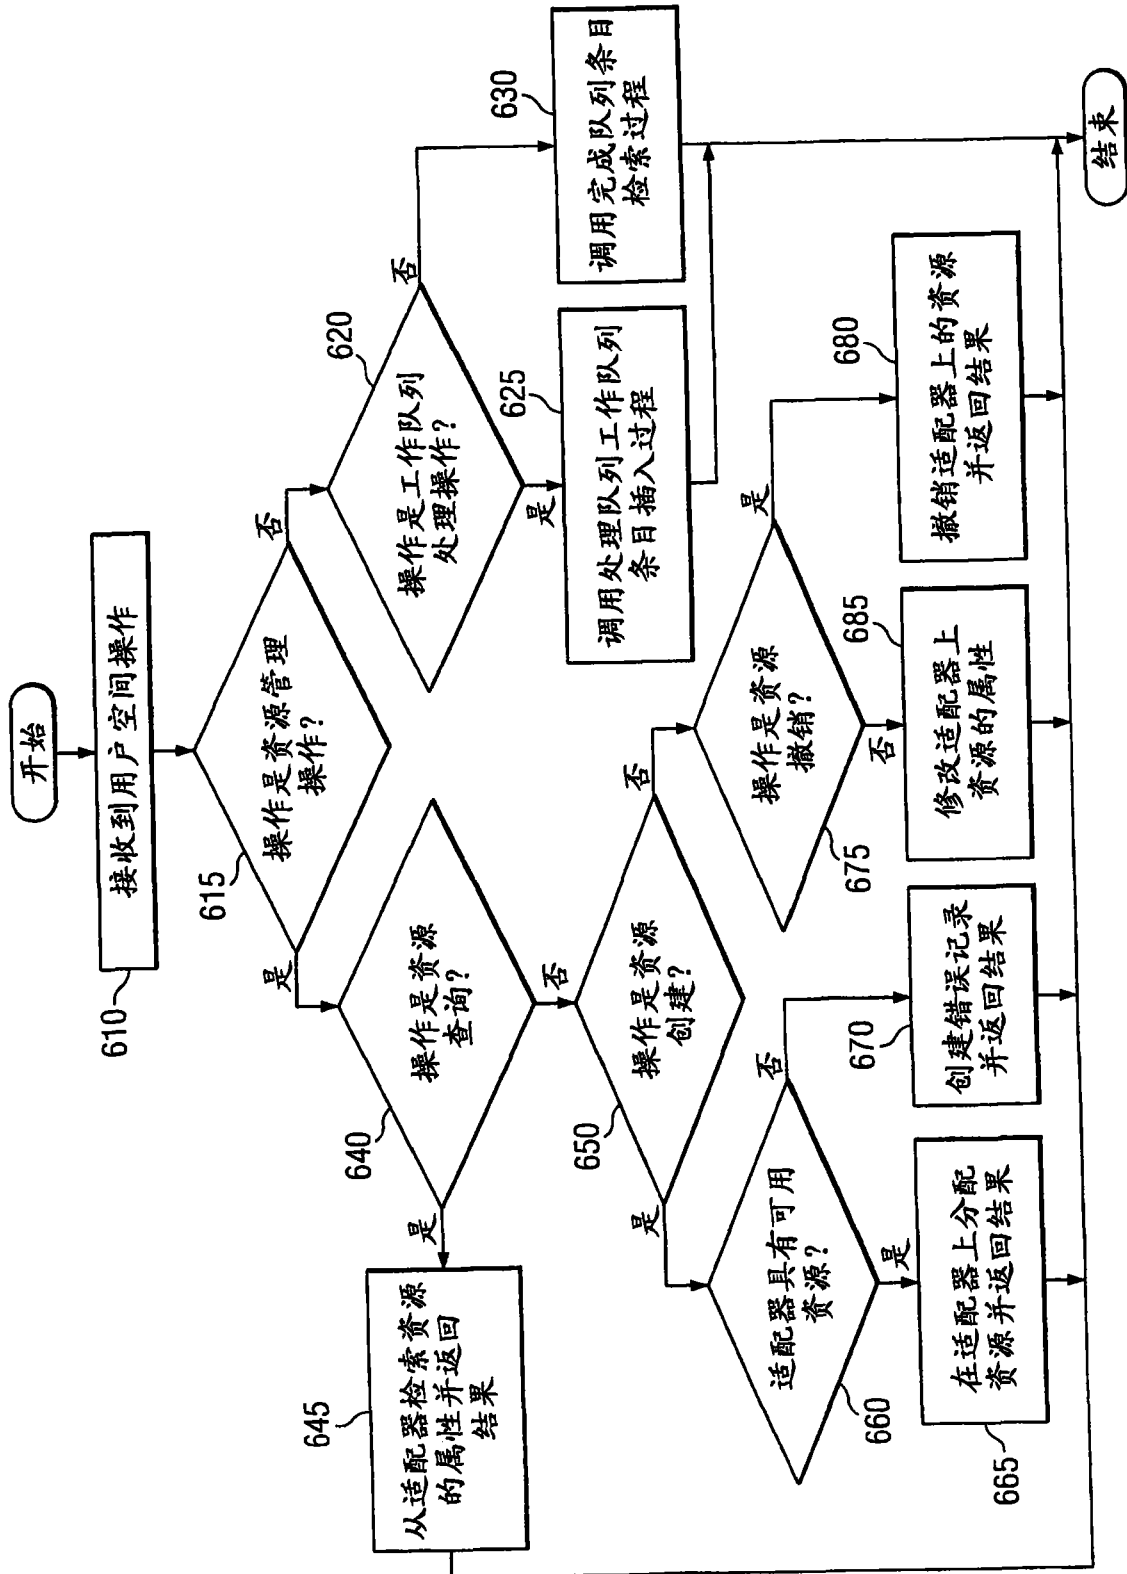 开始
610
接收到用户空间操作
615
操作是资源管理
操作?
是
否
620
操作是工作队列
处理操作?
是
否
625
调用处理队列工作队列
条目插入过程
630
调用完成队列条目
检索过程
640
操作是资源
查询?
是
否
645
从适配器检索资源
的属性并返回
结果
650
操作是资源
创建?
是
否
660
适配器具有可用
资源?
是
否
665
在适配器上分配
资源并返回结果
670
创建错误记录
并返回结果
675
操作是资源
撤销?
否
是
685
修改适配器上
资源的属性
680
撤销适配器上的资源
并返回结果
结束